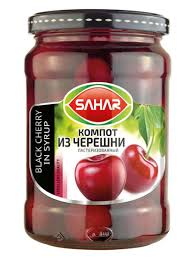 SAHAR
КОМПОТ
ИЗ ЧЕРЕШНИ
ПАСТЕРИЗОВАННЫЙ
BLACK CHERRY
IN SYRUP